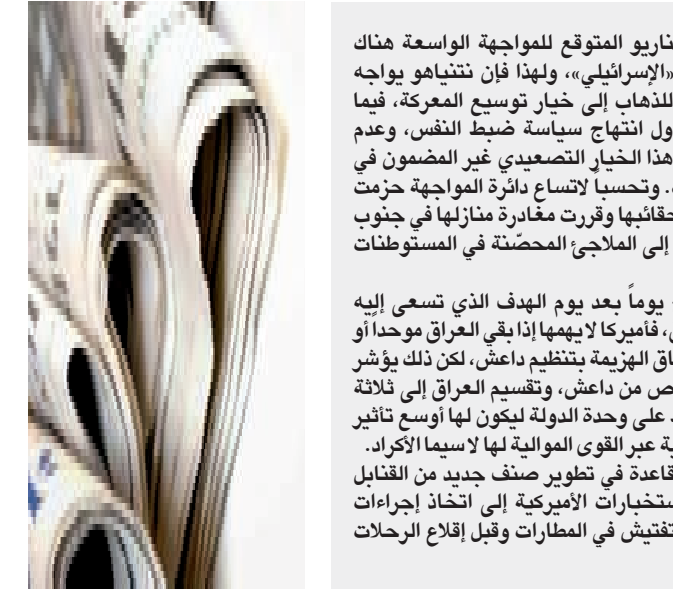 ناريو المتوقع للمواجهة الواسعة هناك
«الإسرائيلي»، ولهذا فإن نتنياهو يواجه
للذهاب إلى خيار توسيع المعركة، فيما
ول انتهاج سياسة ضبط النفس، وعدم
هذا الخيار التصعيدي غير المضمون في
. وتحسباً لاتساع دائرة المواجهة حزمت
حقائبها وقررت مغادرة منازلها في جنوب
إلى الملاجئ المحصّنة في المستوطنات
يوماً بعد يوم الهدف الذي تسعى إليه
، فأميركا لا يهمها إذا بقي العراق موحداً أو
اق الهزيمة بتنظيم داعش، لكن ذلك يؤشر
ص من داعش، وتقسيم العراق إلى ثلاثة
على وحدة الدولة ليكون لها أوسع تأثير
ية عبر القوى الموالية لها لا سيما الأكراد.
قاعدة في تطوير صنف جديد من القنابل
ستخبارات الأميركية إلى اتخاذ إجراءات
تفتيش في المطارات وقبل إقلاع الرحلات